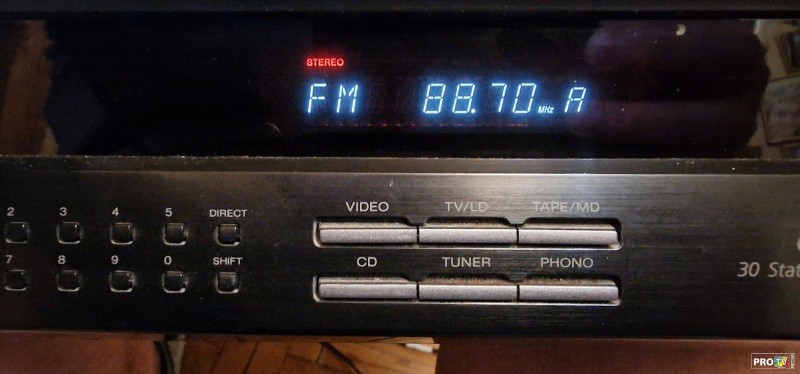 STEREO
FM 88.70 MHz A
VIDEO TV/LD TAPE/MD
2 3 4 5 DIRECT
CD TUNER PHONO
7 8 9 0 SHIFT
30 Stat
PRO TV